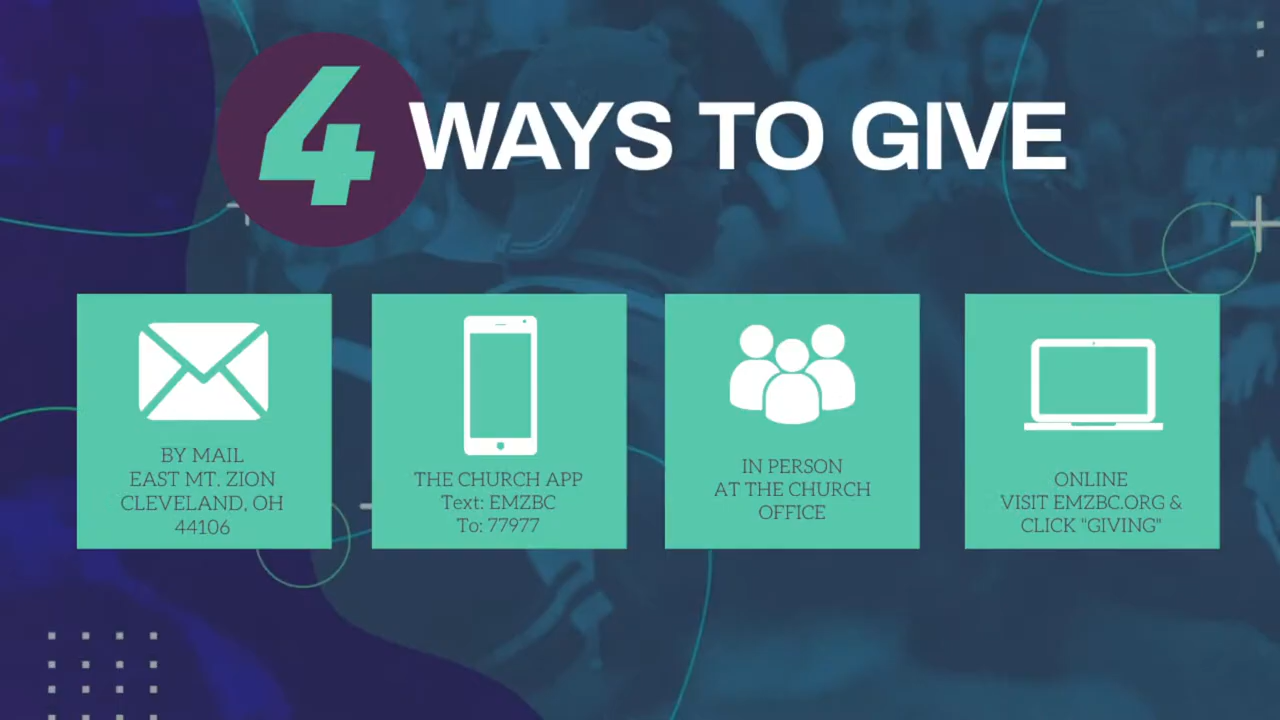 4 WAYS TO GIVE
BY MAIL
EAST MT. ZION
CLEVELAND, OH
44106
THE CHURCH APP
Text: EMZBC
To: 77977
IN PERSON
AT THE CHURCH
OFFICE
ONLINE
VISIT EMZBC.ORG &
CLICK "GIVING"